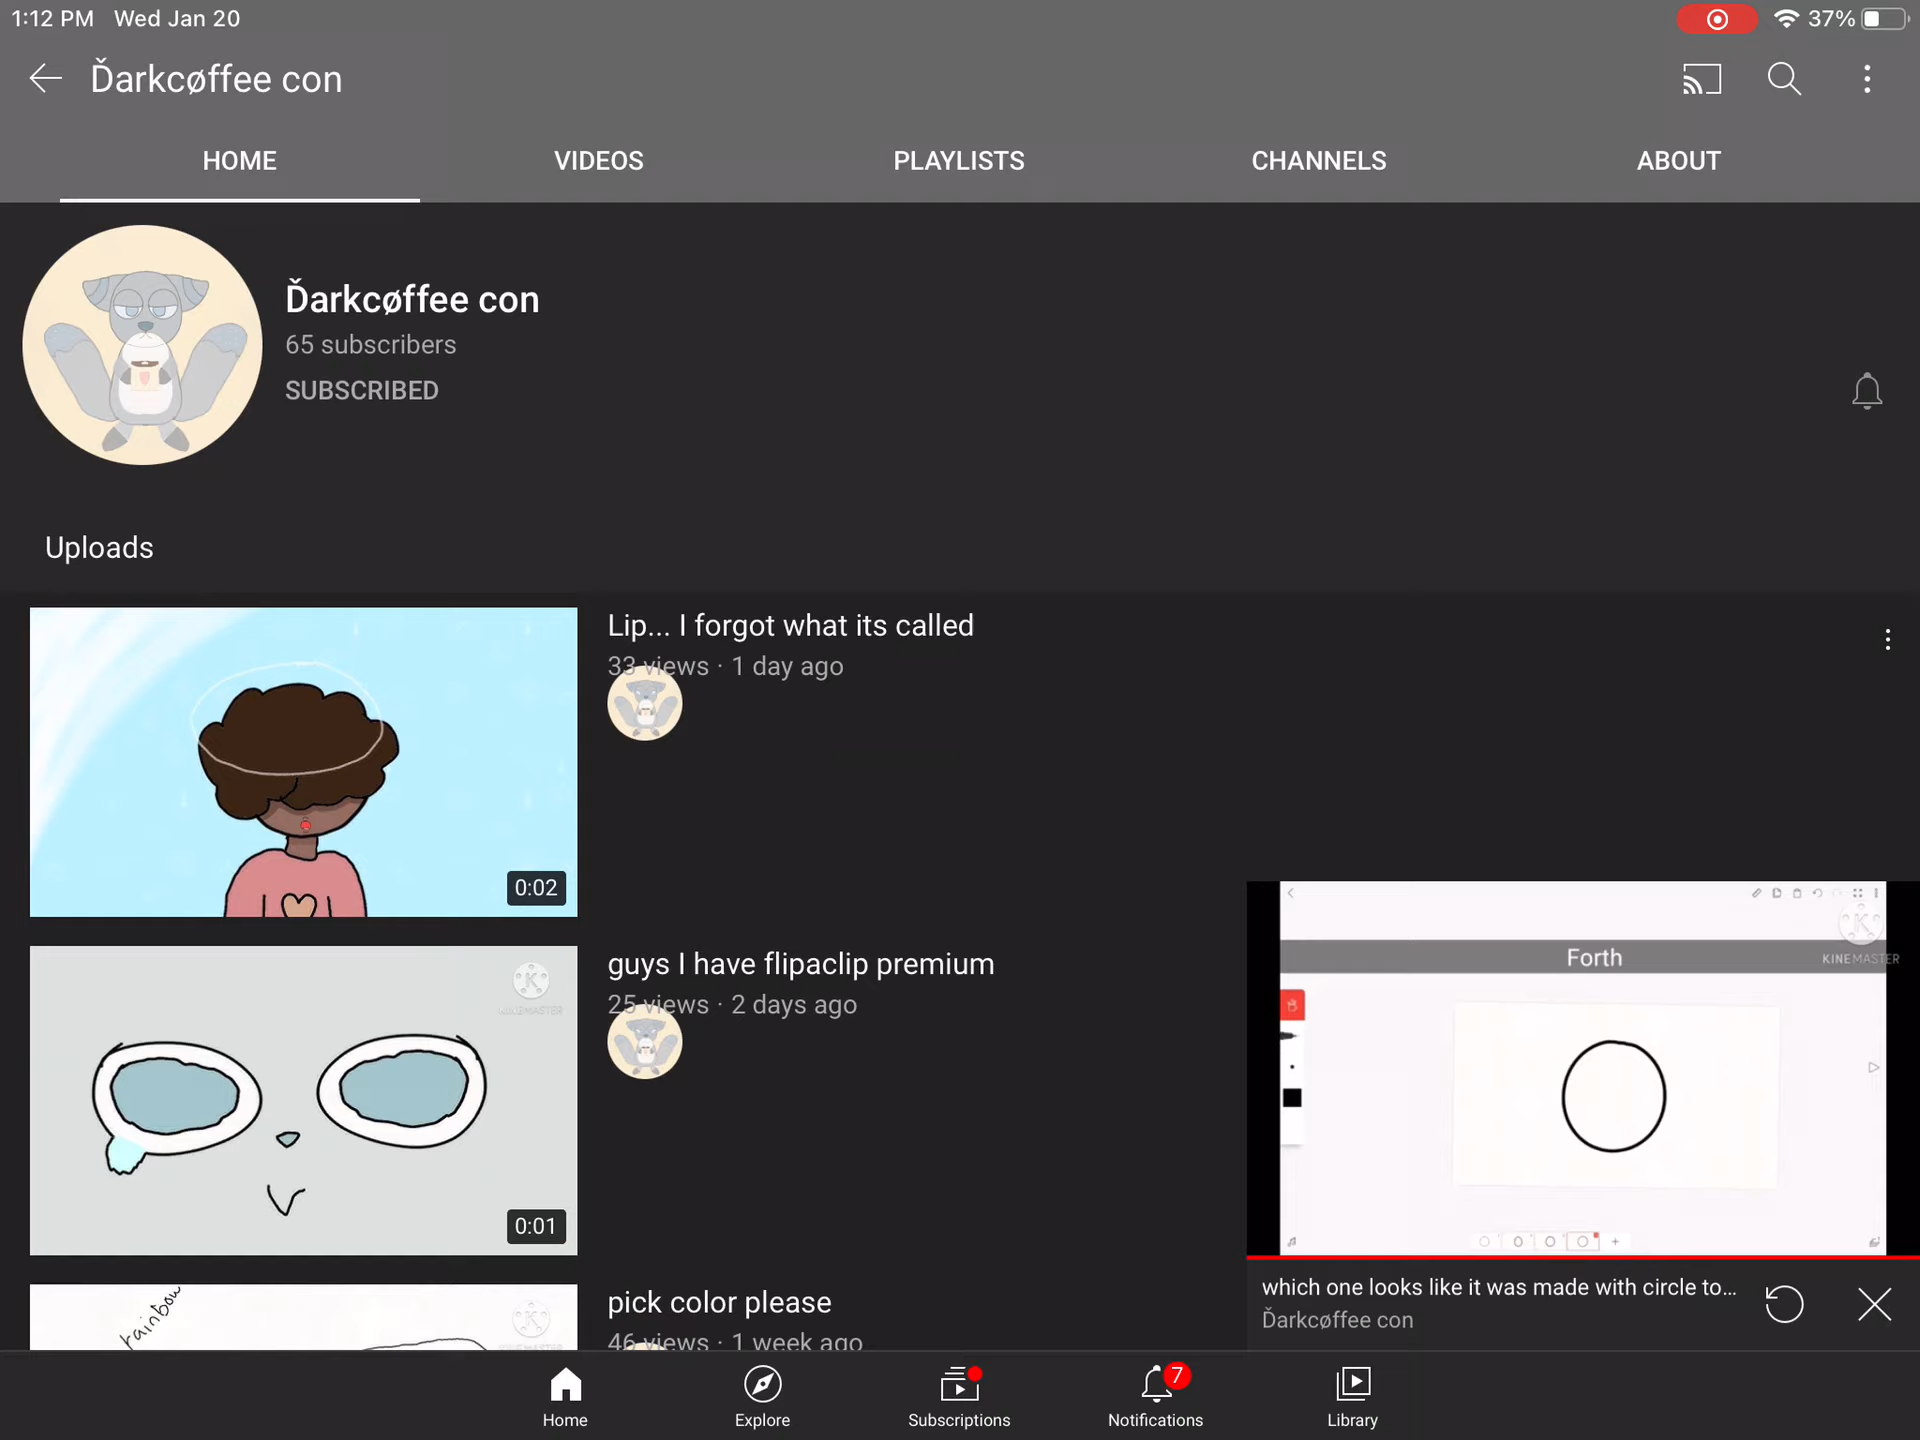 1:12 PM Wed Jan 20
37%
Ďarkcøffee con
HOME VIDEOS PLAYLISTS CHANNELS ABOUT
Ďarkcøffee con
65 subscribers
SUBSCRIBED
Uploads
Lip... I forgot what its called
33 views · 1 day ago
0:02
guys I have flipaclip premium
25 views · 2 days ago
K
KINEMASTER
0:01
pick color please
46 views · 1 week ago
rainbow
K
Forth
K
KINEMASTER
which one looks like it was made with circle to...
Ďarkcøffee con
7
Home Explore Subscriptions Notifications Library